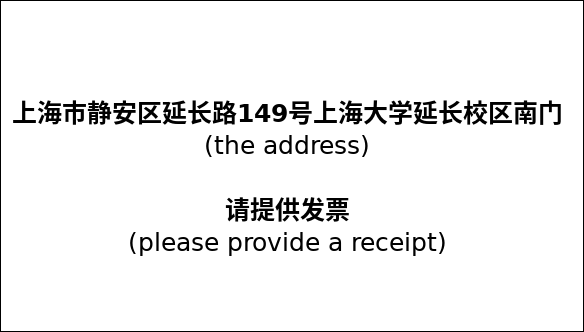 上海市静安区延长路149号上海大学延长校区南门
(the address)
请提供发票
(please provide a receipt)